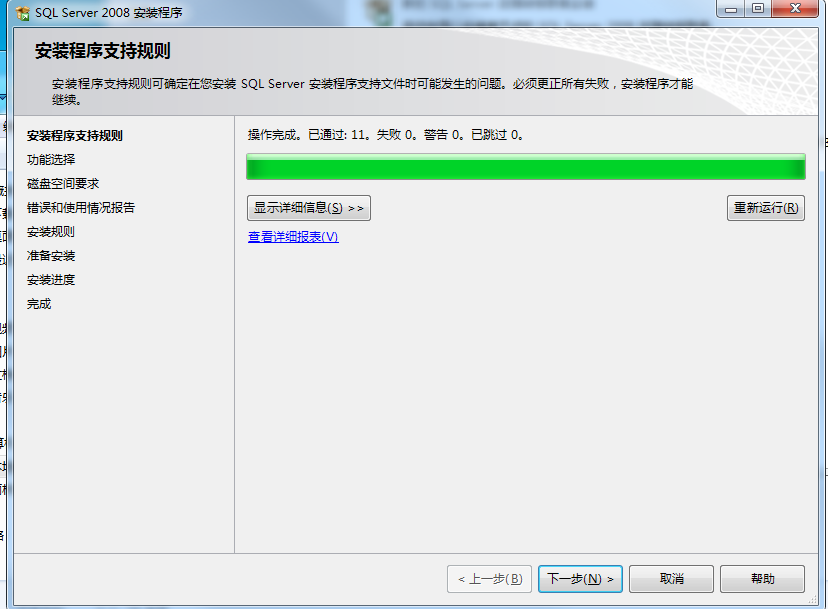 SQL Server 2008 安装程序
安装程序支持规则
安装程序支持规则可确定在您安装 SQL Server 安装程序支持文件时可能发生的问题。必须更正所有失败，安装程序才能
继续。
安装程序支持规则
功能选择
磁盘空间要求
错误和使用情况报告
安装规则
准备安装
安装进度
完成
操作完成。已通过: 11。失败 0。警告 0。已跳过 0。
显示详细信息(S) >>
重新运行(R)
查看详细报表(V)
< 上一步(B)
下一步(N) >
取消
帮助